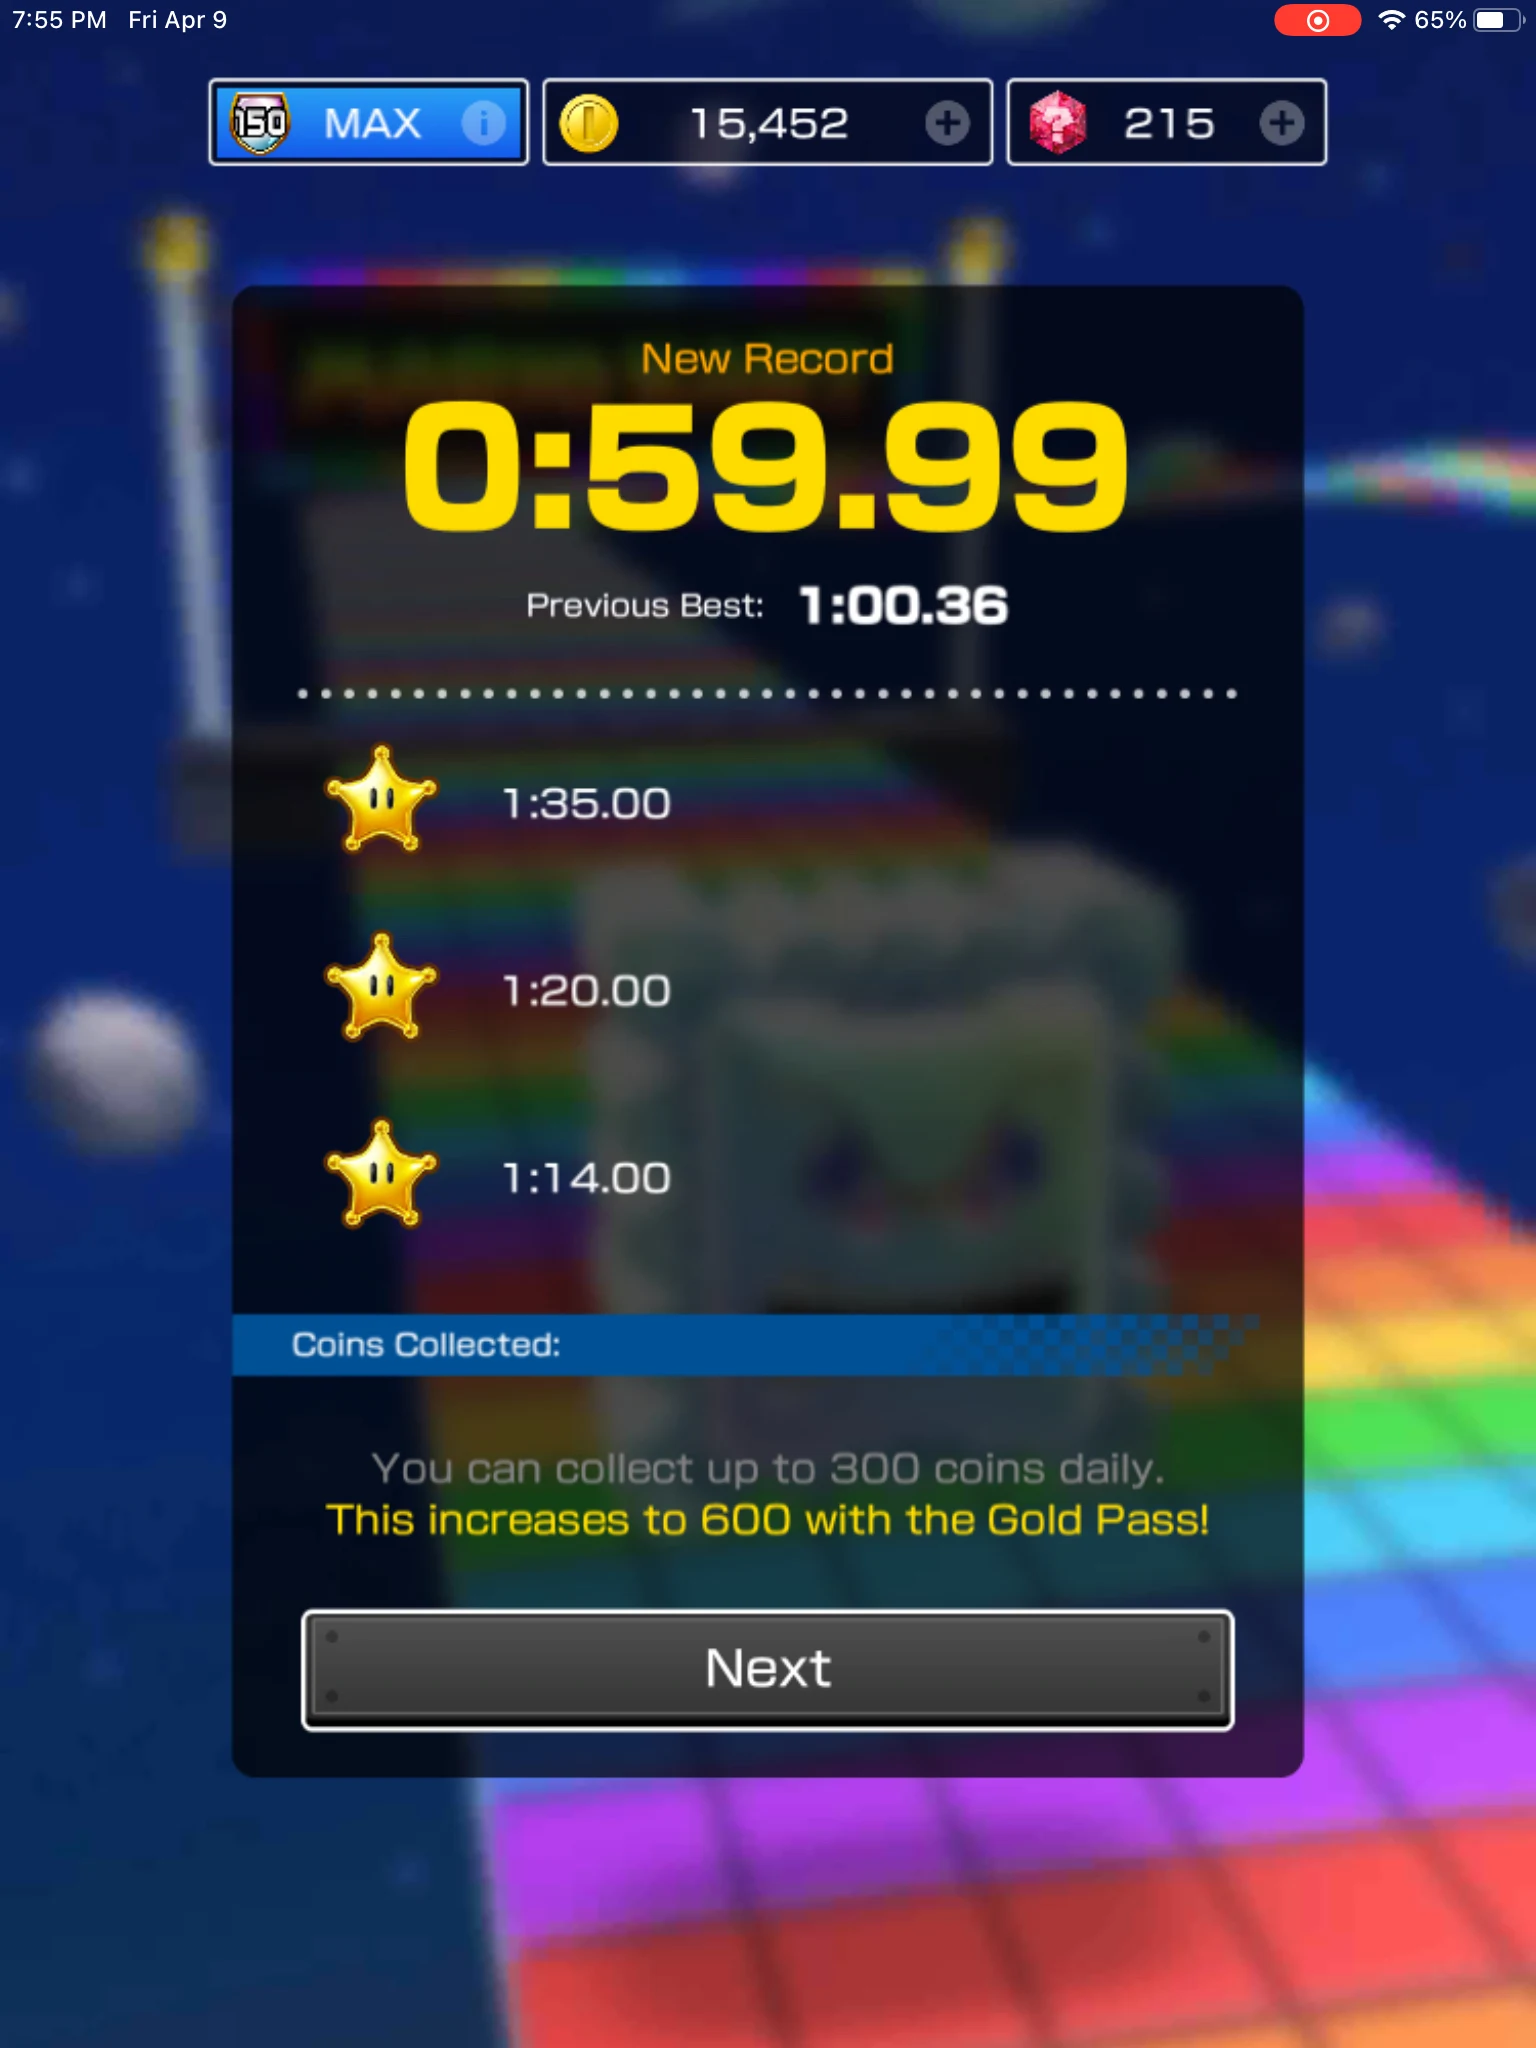 7:55 PM Fri Apr 9 65%
150 MAX i 15,452 + ? 215 +
New Record
0:59.99
Previous Best: 1:00.36
1:35.00
1:20.00
1:14.00
Coins Collected:
You can collect up to 300 coins daily.
This increases to 600 with the Gold Pass!
Next